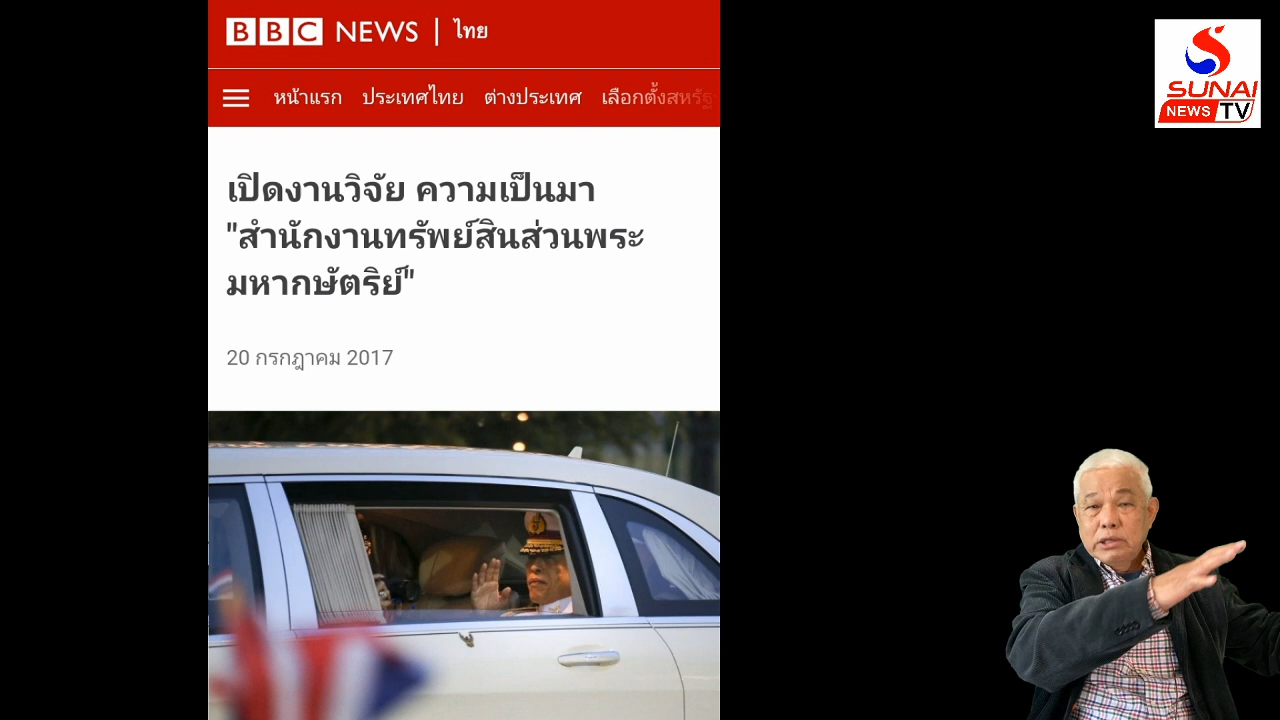 BBC NEWS | ไทย
หน้าแรก ประเทศไทย ต่างประเทศ เลือกตั้งสหรัฐฯ
เปิดงานวิจัย ความเป็นมา
"สำนักงานทรัพย์สินส่วนพระ
มหากษัตริย์"
20 กรกฎาคม 2017
SUNAI
NEWS TV